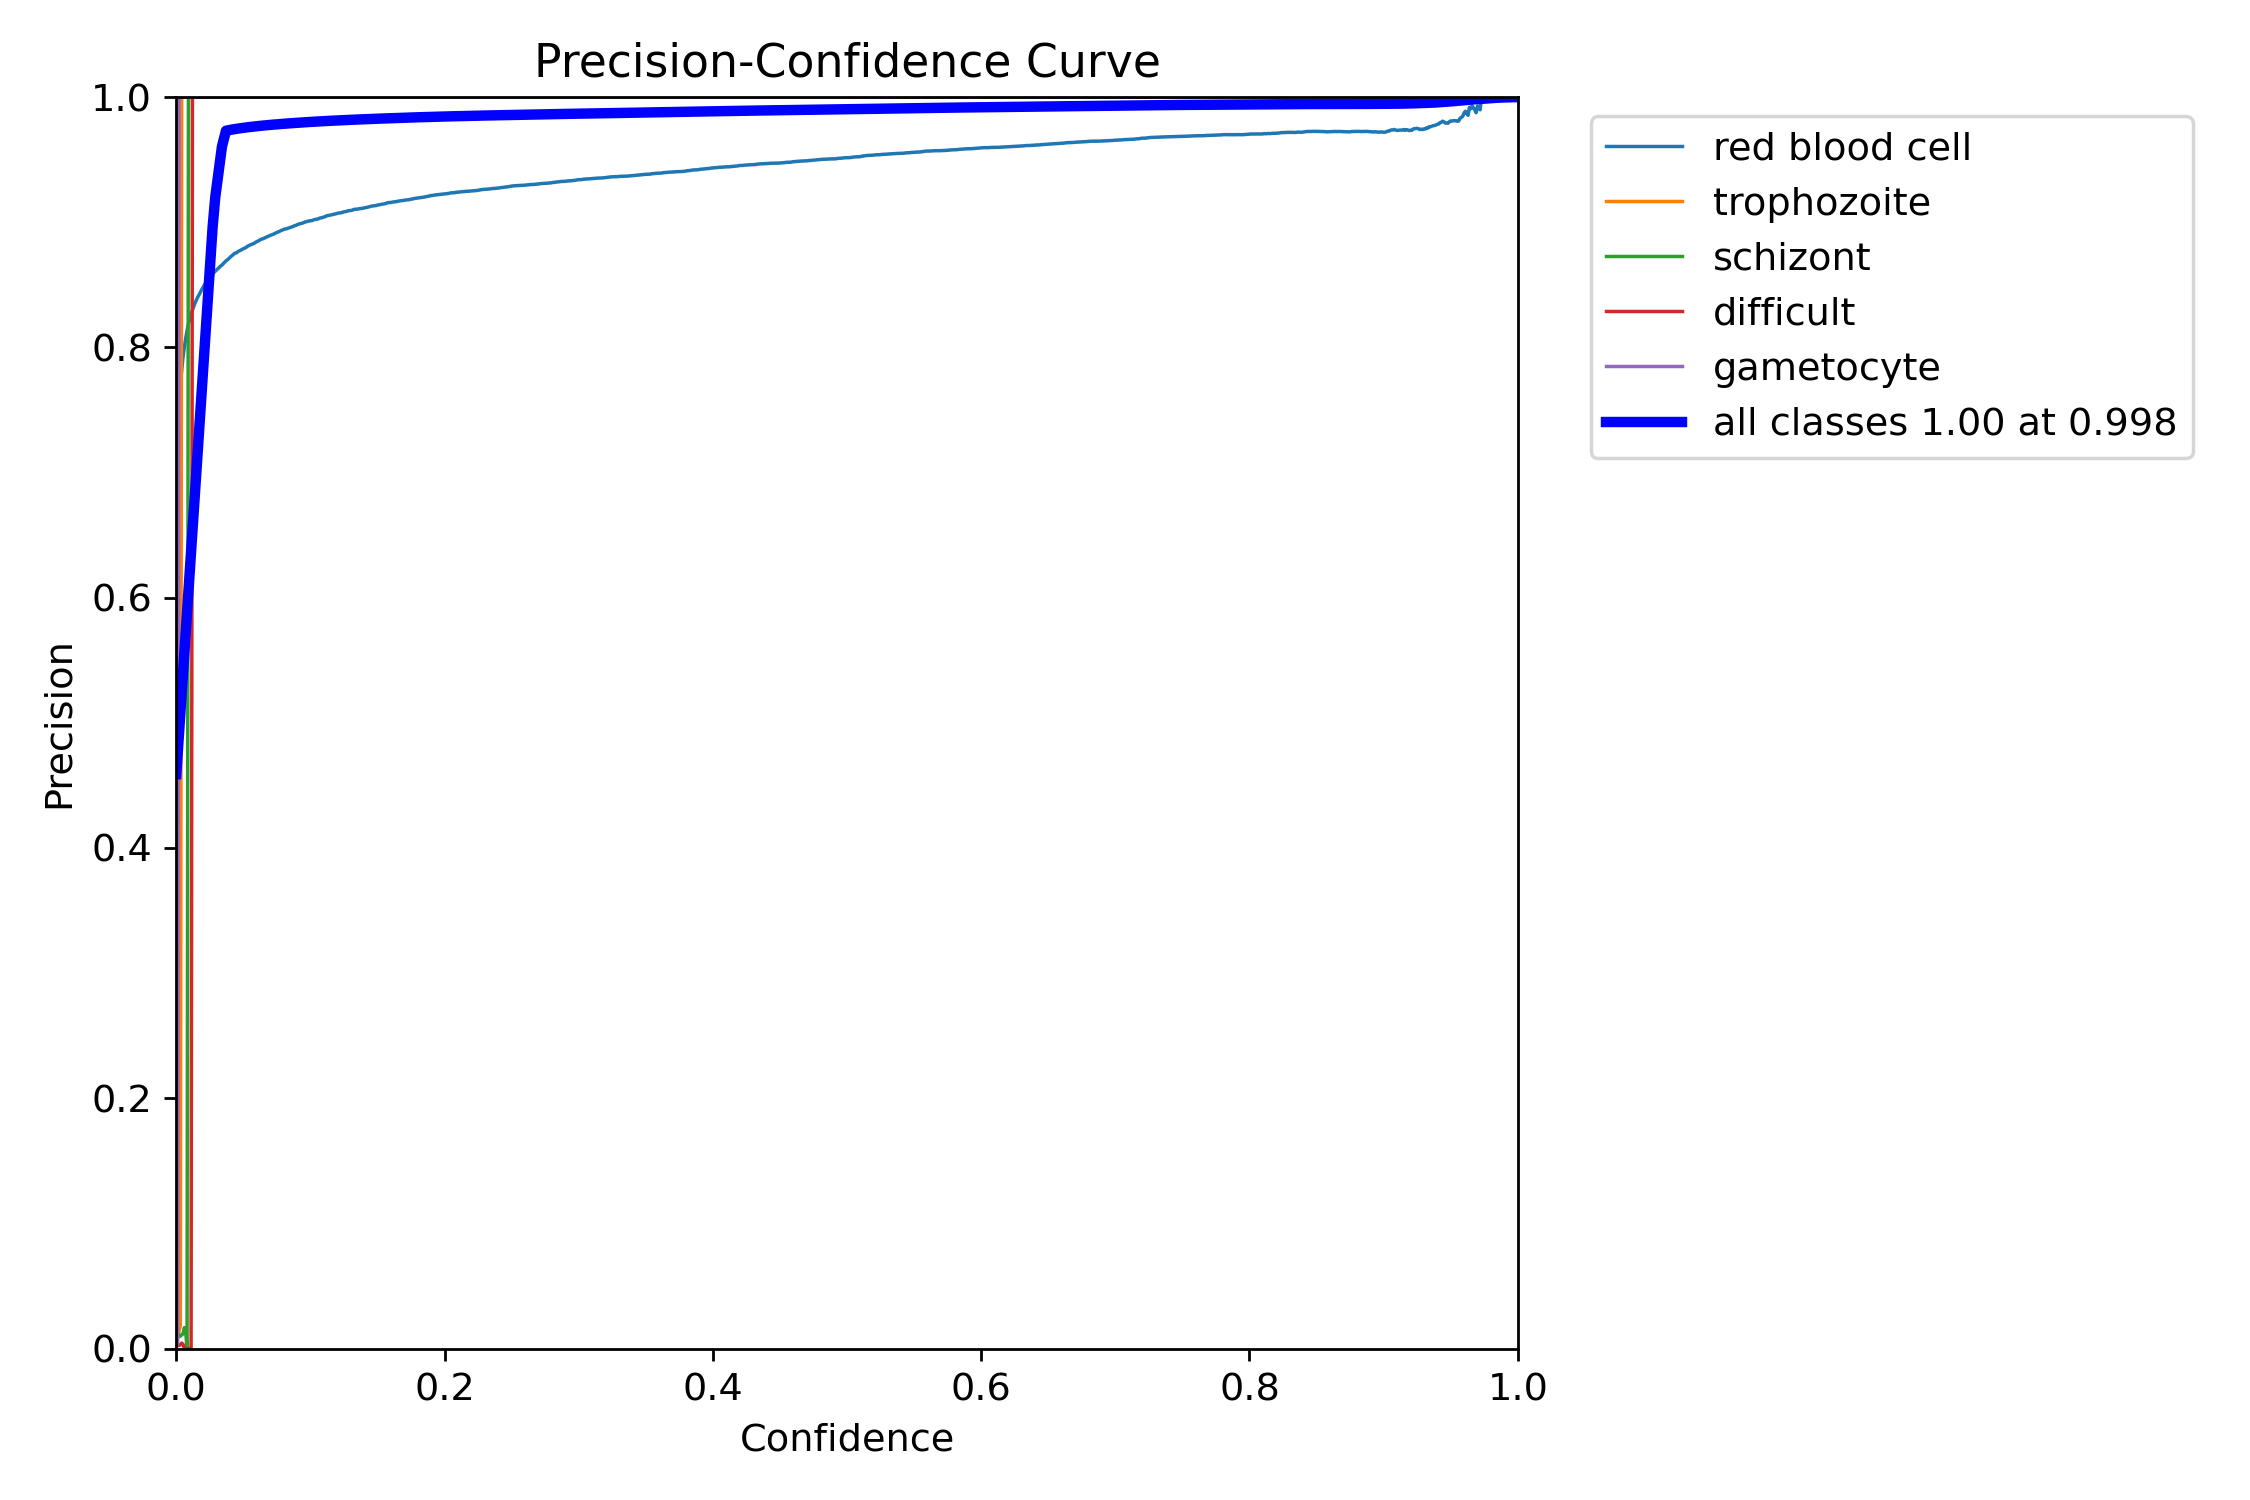 Precision-Confidence Curve
1.0
0.8
0.6
0.4
0.2
0.0
Precision
0.0 0.2 0.4 0.6 0.8 1.0
Confidence
red blood cell
trophozoite
schizont
difficult
gametocyte
all classes 1.00 at 0.998